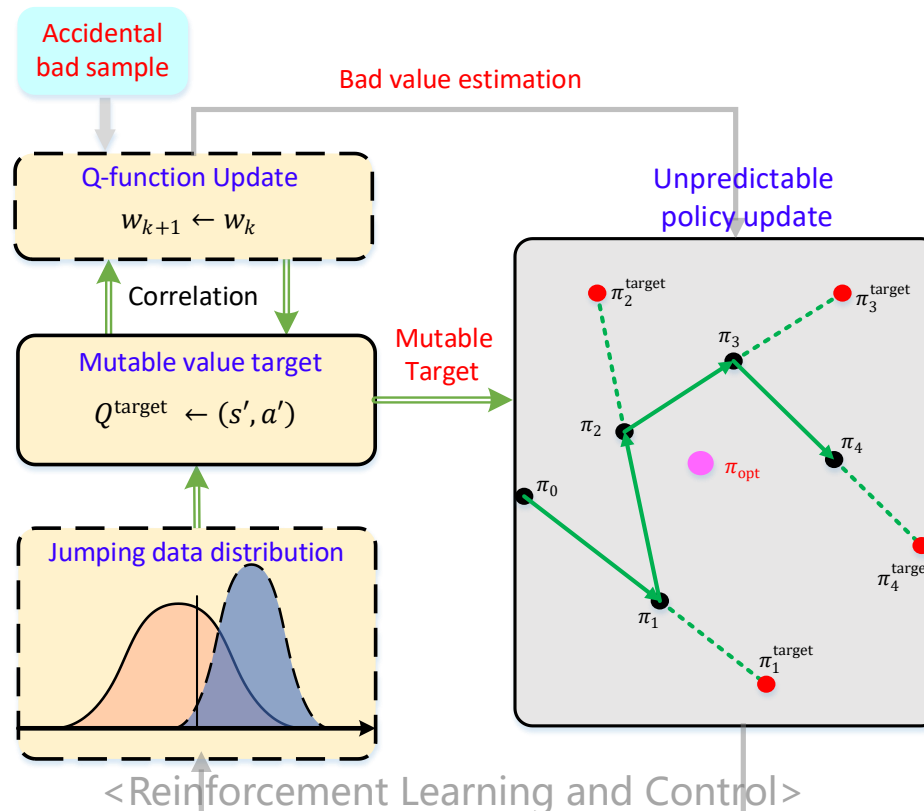 Accidental
bad sample
Bad value estimation
Q-function Update
w_{k+1} ← w_k
Unpredictable
policy update
Correlation
Mutable value target
Q^{target} ← (s′, a′)
Mutable
Target
π_2^{target}
π_3^{target}
π_3
π_2
π_4
π_opt
π_0
π_4^{target}
π_1
π_1^{target}
Jumping data distribution
<Reinforcement Learning and Control>